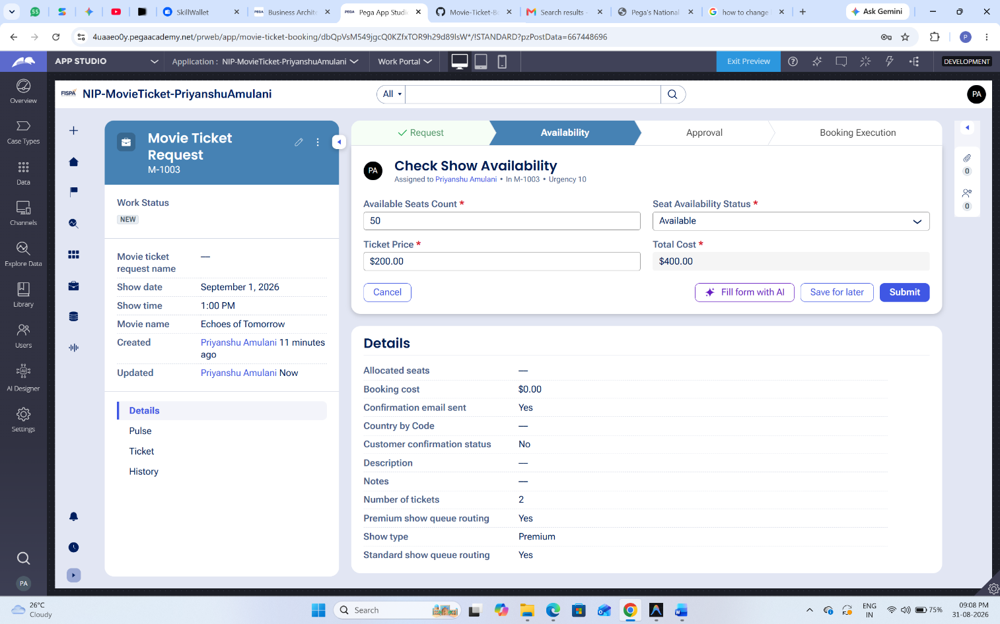 55
SkillWallet
PEGA Business Archite
PEGA Pega App Studi
Movie-Ticket-B
Search results -
Pega's National
how to change
Ask Gemini
4uaaeo0y.pegaacademy.net/prweb/app/movie-ticket-booking/dbQpVsM549jgcQ0KZfxTOR9h29d89lsW*/!STANDARD?pzPostData=667448696
P
APP STUDIO
Application : NIP-MovieTicket-PriyanshuAmulani
Work Portal
Exit Preview
DEVELOPMENT
Overview
Case Types
Data
Channels
Explore Data
Library
Users
AI Designer
Settings
PA
FISPA
NIP-MovieTicket-PriyanshuAmulani
All
PA
Movie Ticket
Request
M-1003
Work Status
NEW
Movie ticket
request name
—
Show date September 1, 2026
Show time 1:00 PM
Movie name Echoes of Tomorrow
Created Priyanshu Amulani 11 minutes
ago
Updated Priyanshu Amulani Now
Details
Pulse
Ticket
History
Request
Availability
Approval
Booking Execution
PA
Check Show Availability
Assigned to Priyanshu Amulani • In M-1003 • Urgency 10
Available Seats Count *
50
Seat Availability Status *
Available
Ticket Price *
$200.00
Total Cost *
$400.00
Cancel
Fill form with AI
Save for later
Submit
0
0
Details
Allocated seats —
Booking cost $0.00
Confirmation email sent Yes
Country by Code —
Customer confirmation status No
Description —
Notes —
Number of tickets 2
Premium show queue routing Yes
Show type Premium
Standard show queue routing Yes
26°C
Cloudy
Search
ENG
IN
75%
09:08 PM
31-08-2026